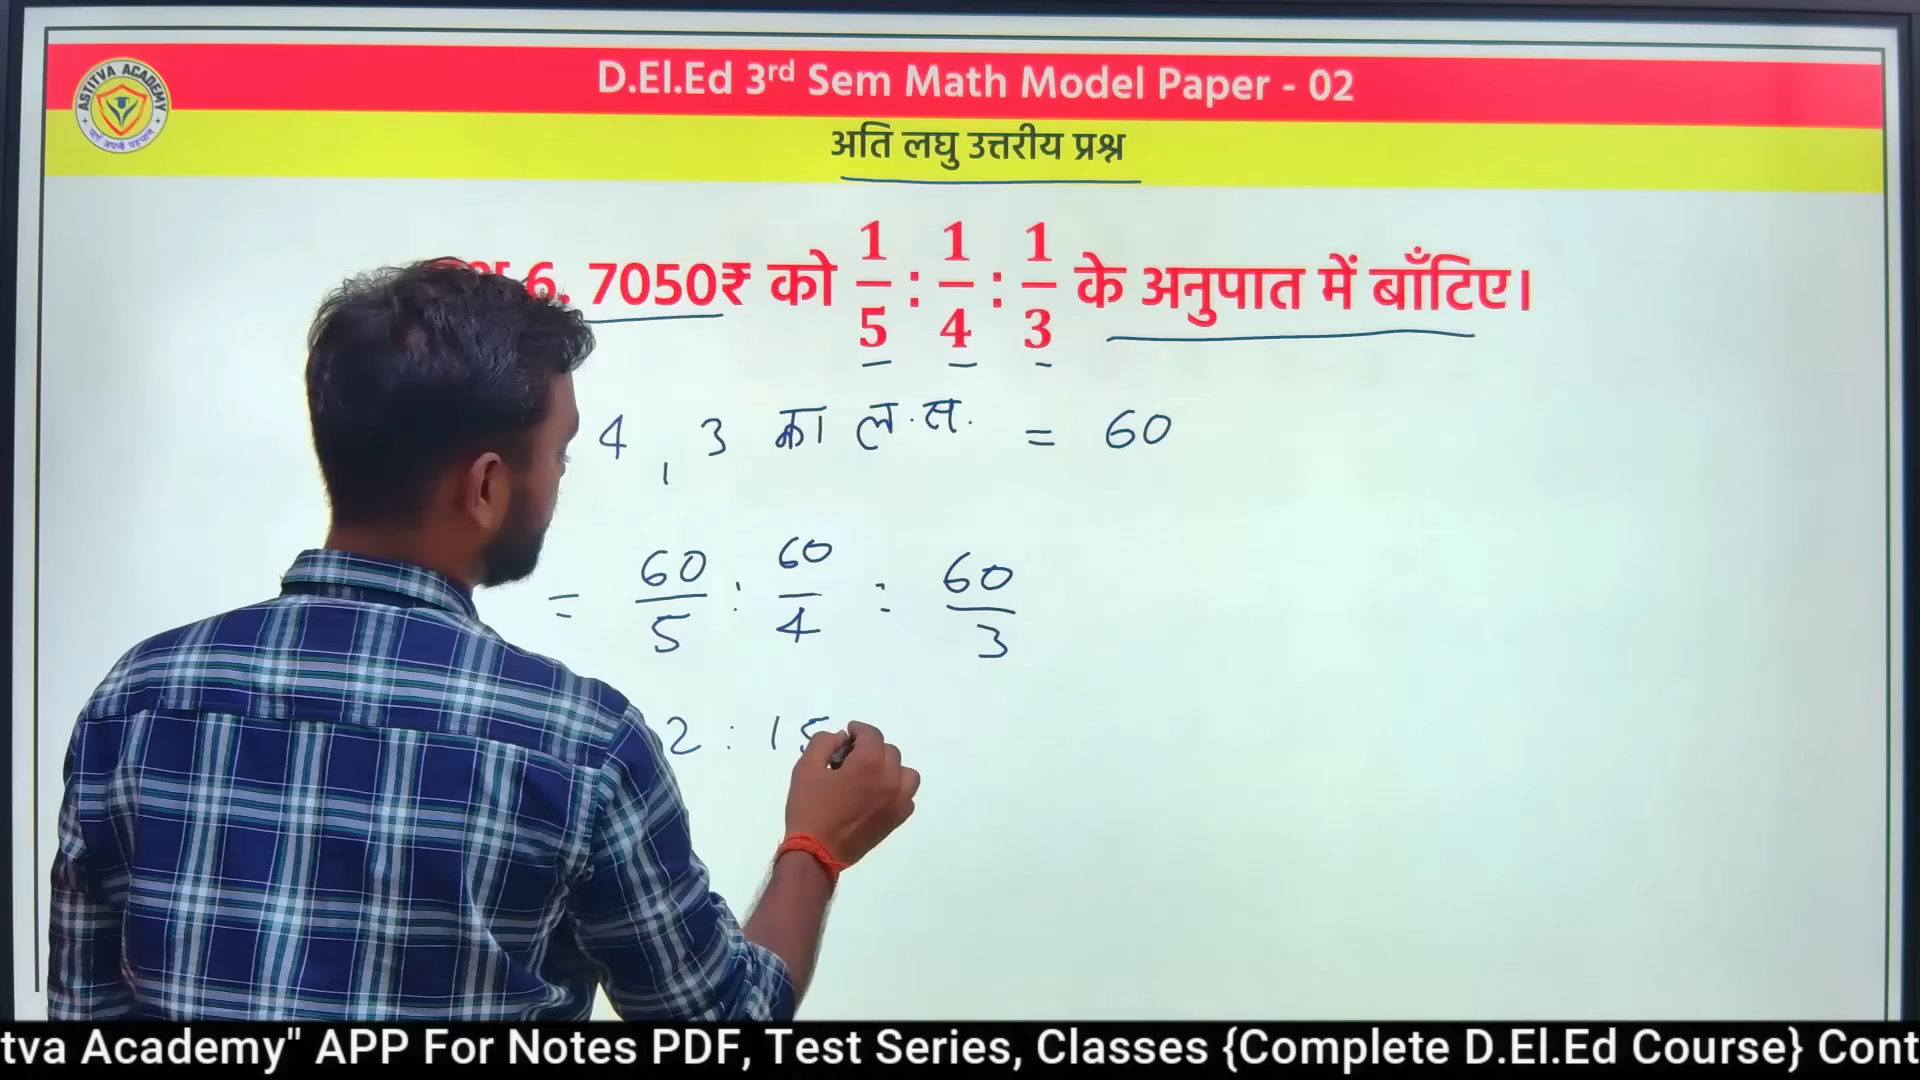 D.El.Ed 3rd Sem Math Model Paper - 02
ASTITVA ACADEMY
अति लघु उत्तरीय प्रश्न
6. 7050₹ को 1/5 : 1/4 : 1/3 के अनुपात में बाँटिए।
4 , 3 का ल.स. = 60
= 60/5 : 60/4 : 60/3
2 : 15
tva Academy" APP For Notes PDF, Test Series, Classes {Complete D.El.Ed Course} Cont